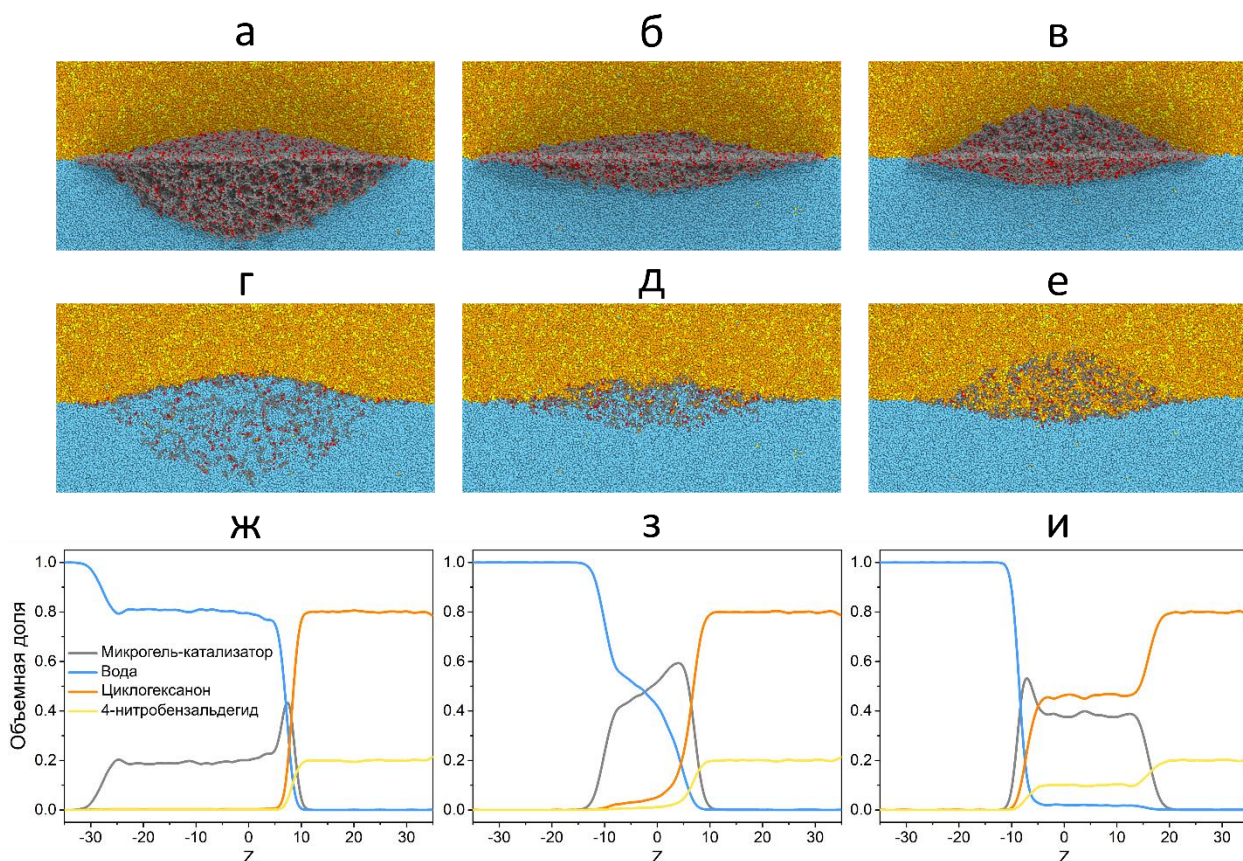 а б в
г д е
ж з и
Объемная доля
1.0
0.8
0.6
0.4
0.2
0.0
Микрогель-катализатор
Вода
Циклогексанон
4-нитробензальдегид
-30 -20 -10 0 10 20 30
Z
1.0
0.8
0.6
0.4
0.2
0.0
-30 -20 -10 0 10 20 30
Z
1.0
0.8
0.6
0.4
0.2
0.0
-30 -20 -10 0 10 20 30
Z